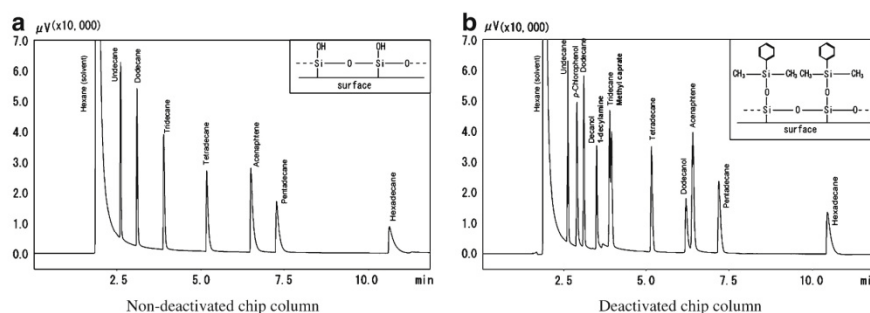 a
μV(x10,000)
7.0
6.0
5.0
4.0
3.0
2.0
1.0
0.0
Hexane (solvent)
Undecane
Dodecane
Tridecane
Tetradecane
Acenaphtene
Pentadecane
Hexadecane
OH OH
Si O Si O
surface
2.5 5.0 7.5 10.0 min
Non-deactivated chip column
b
μV(x10,000)
7.0
6.0
5.0
4.0
3.0
2.0
1.0
0.0
Hexane (solvent)
Undecane
p-Chlorophenol
Dodecane
Decanol
1-decylamine
Tridecane
Methyl caprate
Tetradecane
Dodecanol
Acenaphtene
Pentadecane
Hexadecane
CH₃ Si CH₃ CH₃ Si CH₃
O O
Si O Si O
surface
2.5 5.0 7.5 10.0 min
Deactivated chip column